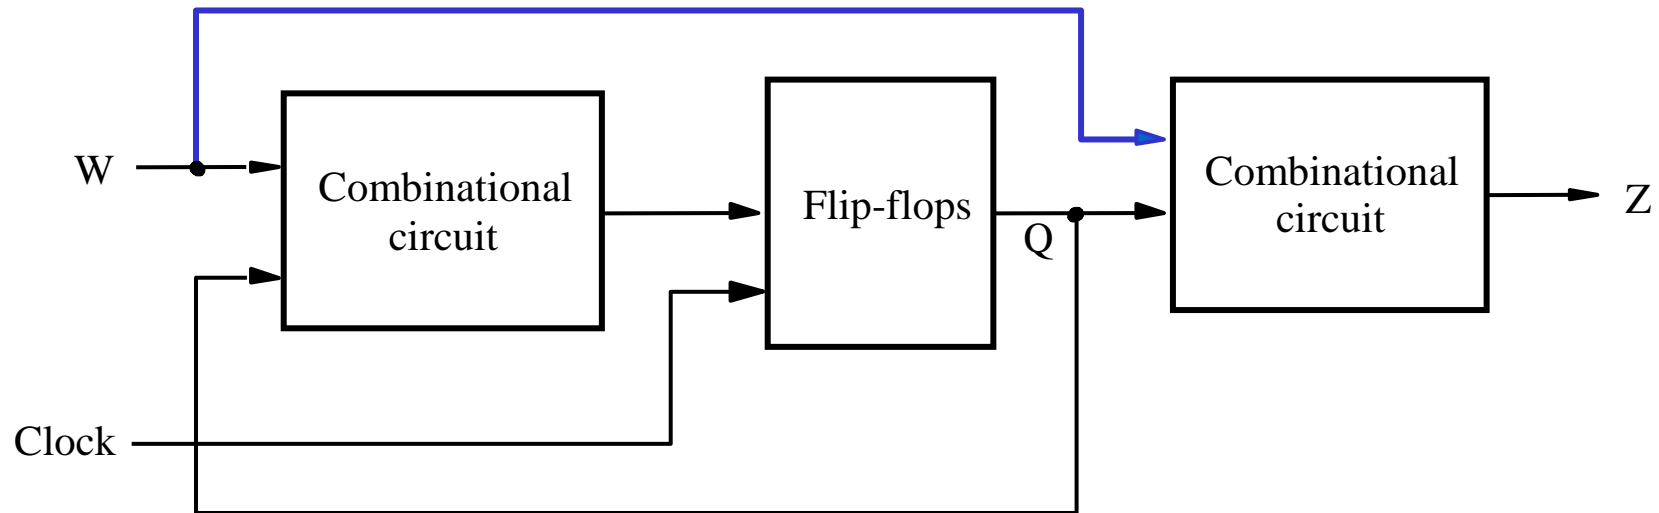 W
Combinational
circuit
Flip-flops
Q
Combinational
circuit
Z
Clock